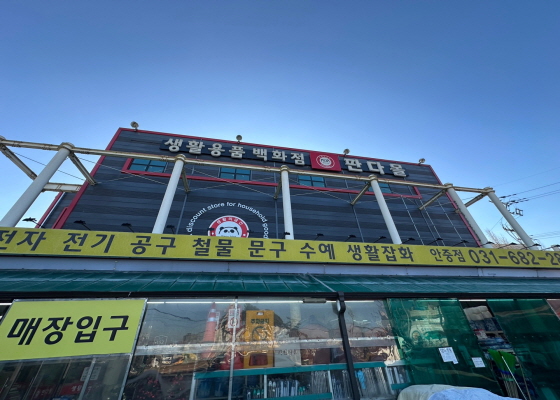 생활용품 백화점 판다몰
discount store for household
전자 전기 공구 철물 문구 수예 생활잡화 안중점 031-682-
매장입구